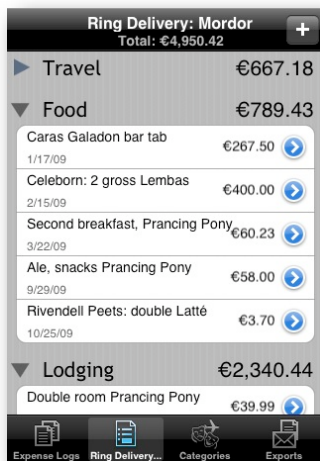 Ring Delivery: Mordor
Total: €4,950.42
+
Travel €667.18
Food €789.43
Caras Galadon bar tab €267.50
1/17/09
Celeborn: 2 gross Lembas €400.00
2/15/09
Second breakfast, Prancing Pony €60.23
3/22/09
Ale, snacks Prancing Pony €58.00
9/29/09
Rivendell Peets: double Latté €3.70
10/25/09
Lodging €2,340.44
Double room Prancing Pony €39.99
Expense Logs Ring Delivery... Categories Exports